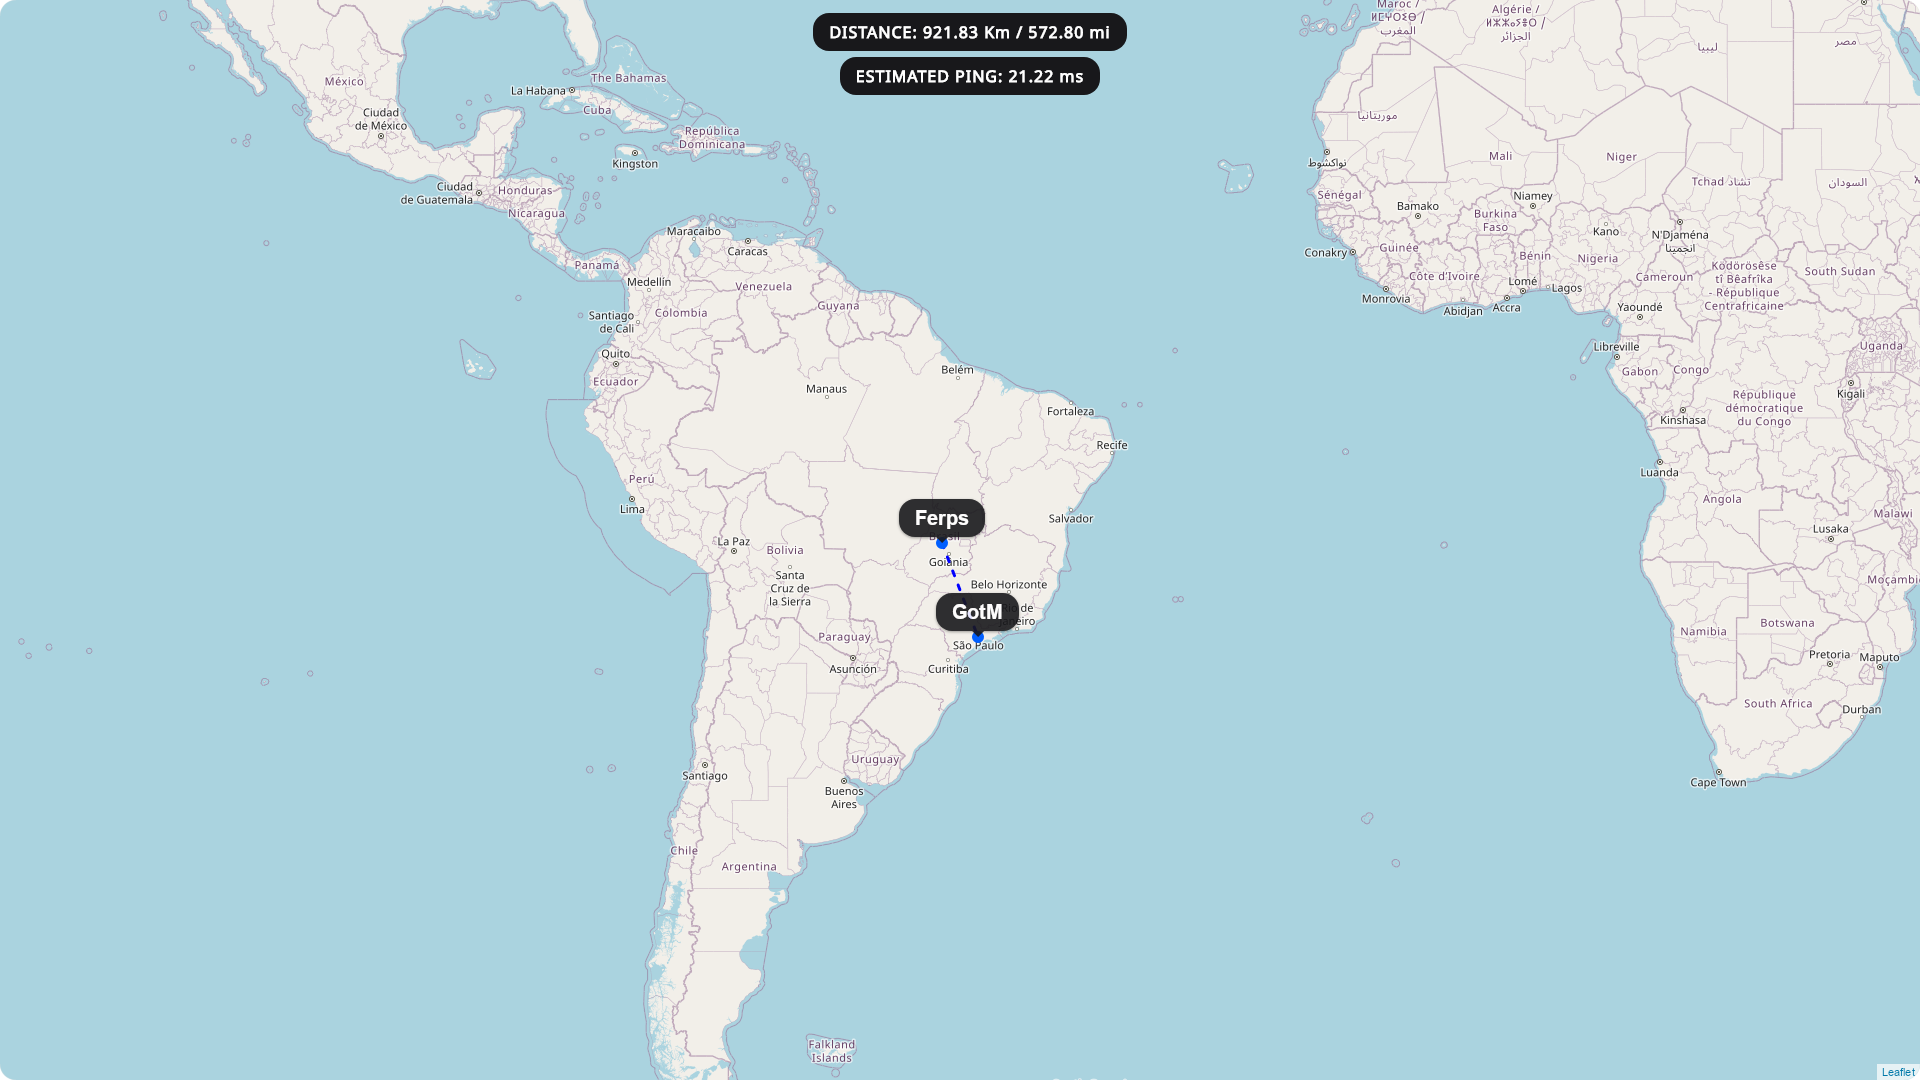 DISTANCE: 921.83 Km / 572.80 mi
ESTIMATED PING: 21.22 ms
Maroc /
ⵍⵎⵖⵔⵉⴱ /
المغرب
Algérie /
ⵍⵣⵣⴰⵢⴻⵔ /
الجزائر
ليبيا
مصر
México
Ciudad
de México
La Habana
The Bahamas
Cuba
República
Dominicana
Kingston
Ciudad
de Guatemala
Honduras
Nicaragua
Panamá
Maracaibo
Caracas
Medellín
Venezuela
Guyana
Santiago
de Cali
Colombia
Quito
Ecuador
Belém
Manaus
Fortaleza
Recife
Perú
Lima
Ferps
Salvador
La Paz
Bolivia
Goiânia
Santa
Cruz de
la Sierra
Belo Horizonte
GotM
de
São Paulo
Paraguay
Asunción
Curitiba
Uruguay
Santiago
Buenos
Aires
Chile
Argentina
Falkland
Islands
موريتانيا
نواكشوط
Mali
Niger
Tchad تشاد
السودان
Sénégal
Bamako
Niamey
Burkina
Faso
Kano
N'Djaména
انجمينا
Conakry
Guinée
Bénin
Nigeria
Côte d'Ivoire
Lomé
Lagos
Monrovia
Abidjan
Accra
Cameroun
Ködörösêse
tî Bêafrîka
- République
Centrafricaine
South Sudan
Yaoundé
Libreville
Gabon
Congo
Uganda
Kigali
République
démocratique
du Congo
Kinshasa
Luanda
Angola
Malawi
Lusaka
Moçambi
Namibia
Botswana
Pretoria
Maputo
South Africa
Durban
Cape Town
Leaflet